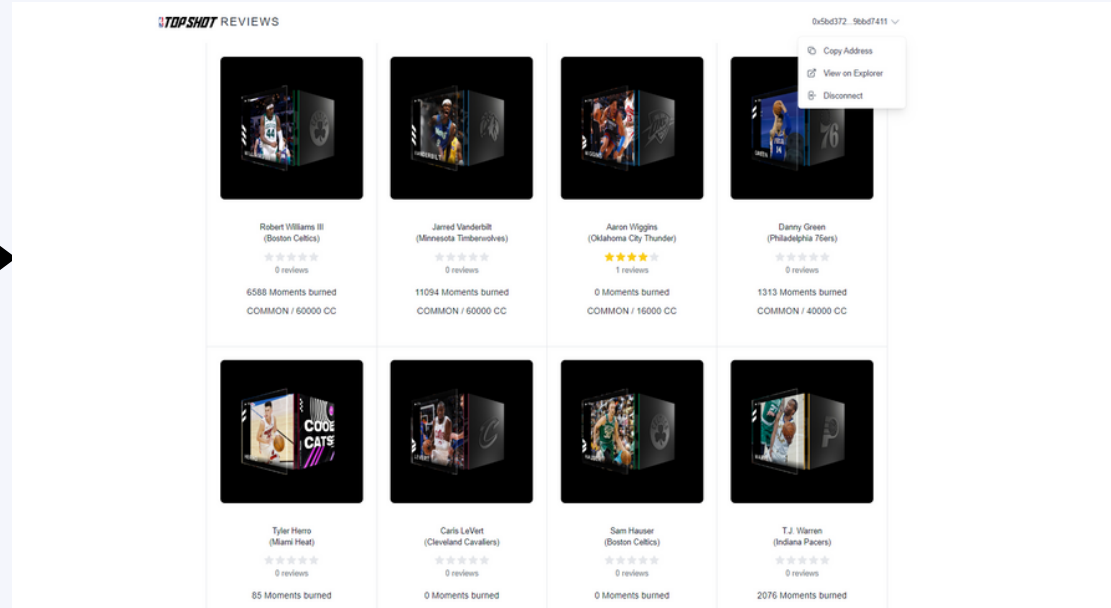 TOP SHOT REVIEWS
0x5bd372...9bbd7411
Copy Address
View on Explorer
Disconnect
44
76
Robert Williams III
(Boston Celtics)
0 reviews
6588 Moments burned
COMMON / 60000 CC
Jarred Vanderbilt
(Minnesota Timberwolves)
0 reviews
11094 Moments burned
COMMON / 60000 CC
Aaron Wiggins
(Oklahoma City Thunder)
1 reviews
0 Moments burned
COMMON / 16000 CC
Danny Green
(Philadelphia 76ers)
0 reviews
1313 Moments burned
COMMON / 40000 CC
COOL
CATS
Tyler Herro
(Miami Heat)
0 reviews
85 Moments burned
Caris LeVert
(Cleveland Cavaliers)
0 reviews
0 Moments burned
Sam Hauser
(Boston Celtics)
0 reviews
0 Moments burned
T.J. Warren
(Indiana Pacers)
0 reviews
2076 Moments burned